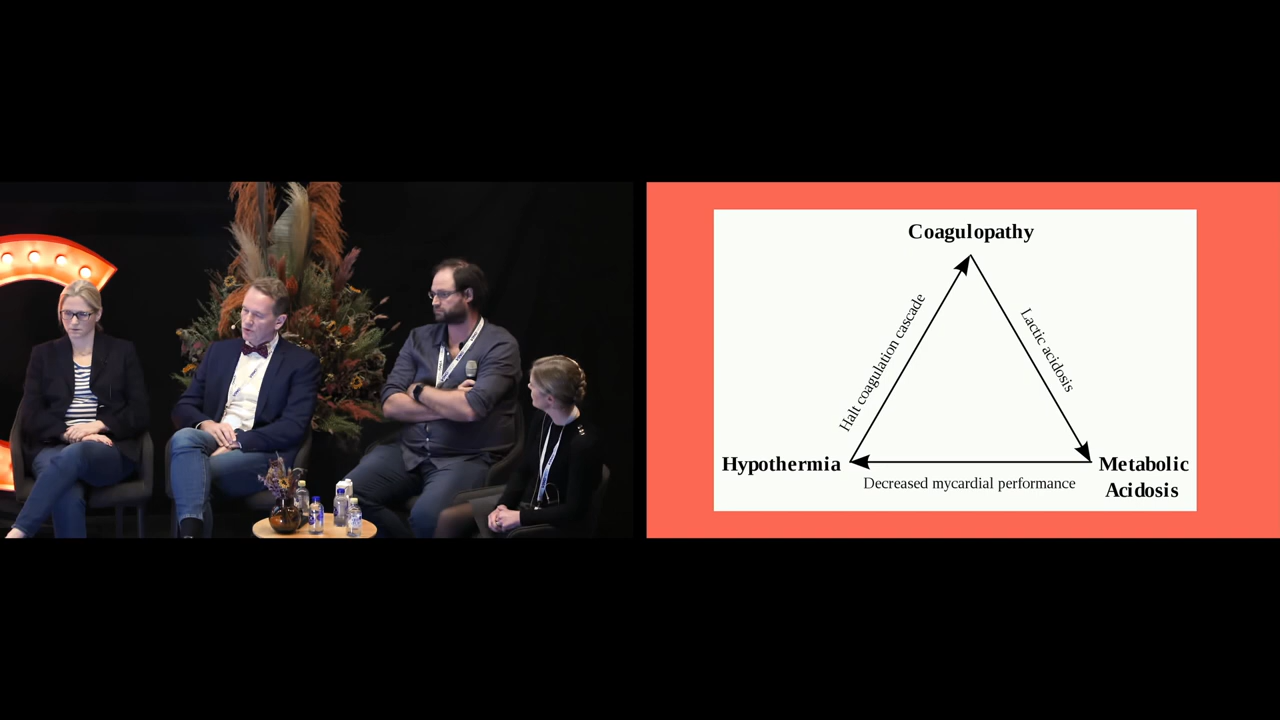 Coagulopathy
Halt coagulation cascade
Lactic acidosis
Hypothermia
Metabolic
Acidosis
Decreased mycardial performance